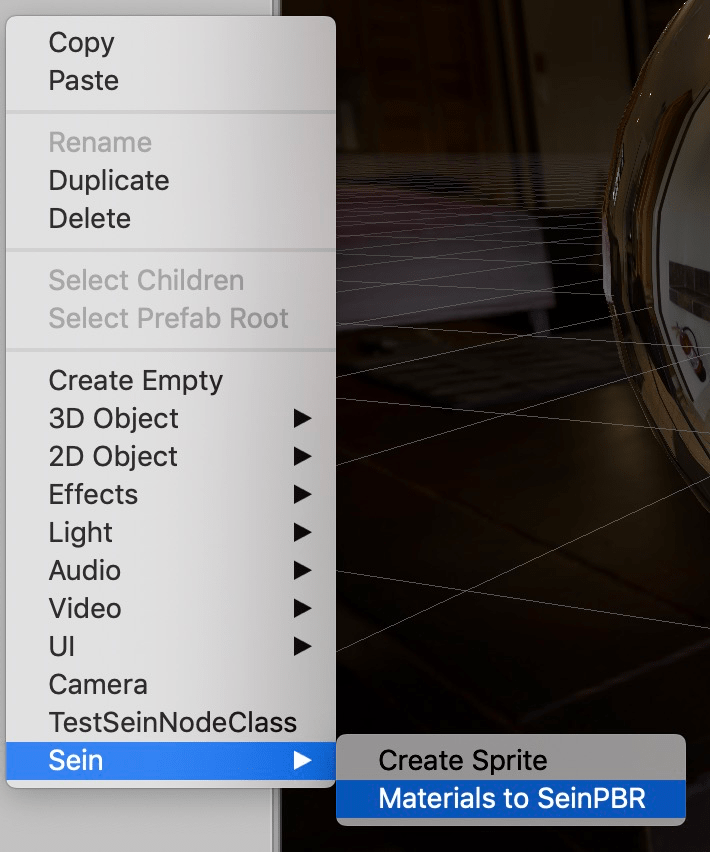 Copy
Paste
Rename
Duplicate
Delete
Select Children
Select Prefab Root
Create Empty
3D Object
2D Object
Effects
Light
Audio
Video
UI
Camera
TestSeinNodeClass
Sein
Create Sprite
Materials to SeinPBR